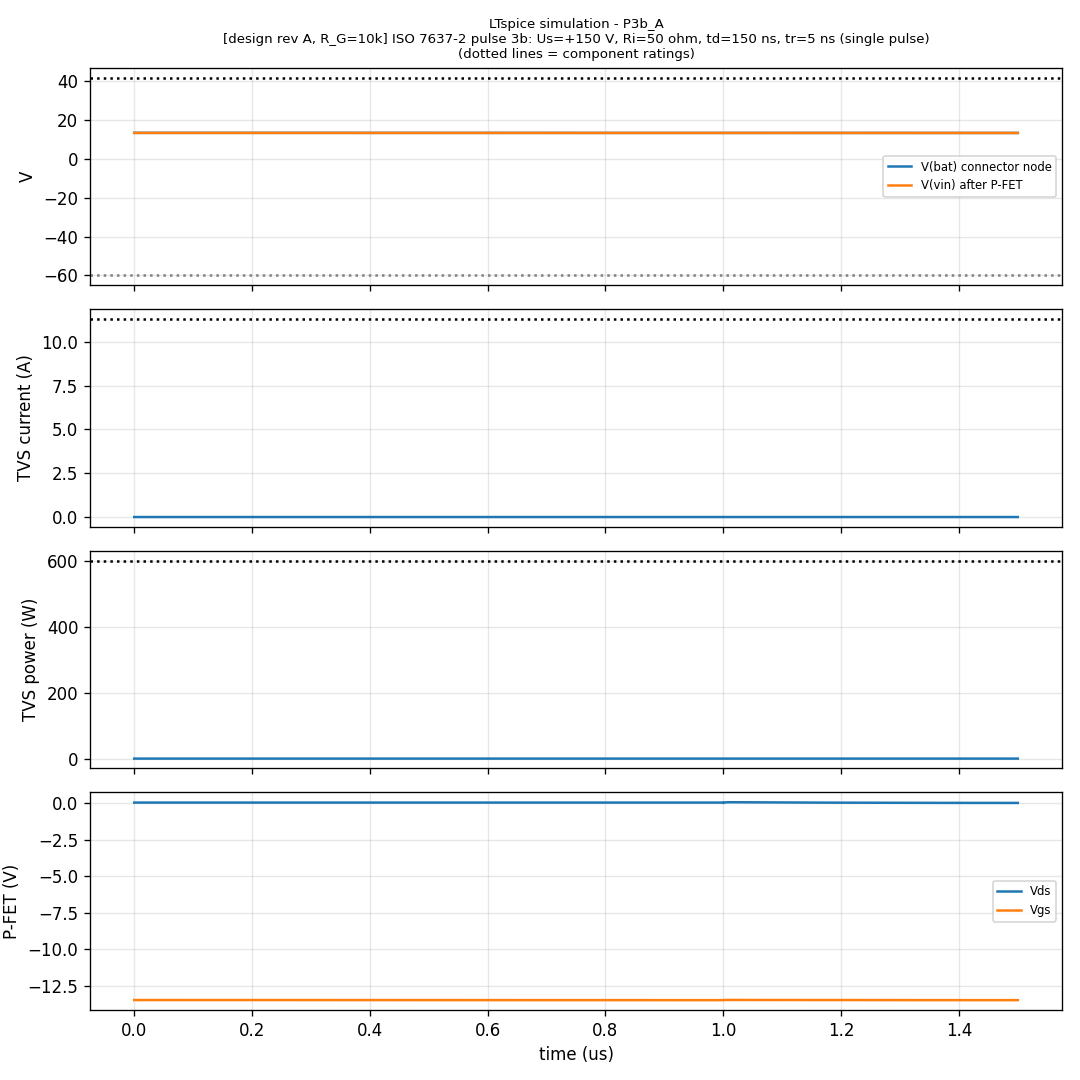 LTspice simulation - P3b_A
[design rev A, R_G=10k] ISO 7637-2 pulse 3b: Us=+150 V, Ri=50 ohm, td=150 ns, tr=5 ns (single pulse)
(dotted lines = component ratings)
40
20
0
−20
−40
−60
V
V(bat) connector node
V(vin) after P-FET
10.0
7.5
5.0
2.5
0.0
TVS current (A)
600
400
200
0
TVS power (W)
0.0
−2.5
−5.0
−7.5
−10.0
−12.5
P-FET (V)
Vds
Vgs
0.0 0.2 0.4 0.6 0.8 1.0 1.2 1.4
time (us)